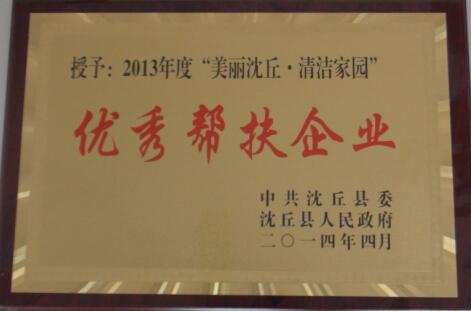 授予：2013年度“美丽沈丘·清洁家园”
优秀帮扶企业
中共沈丘县委
沈丘县人民政府
二〇一四年四月